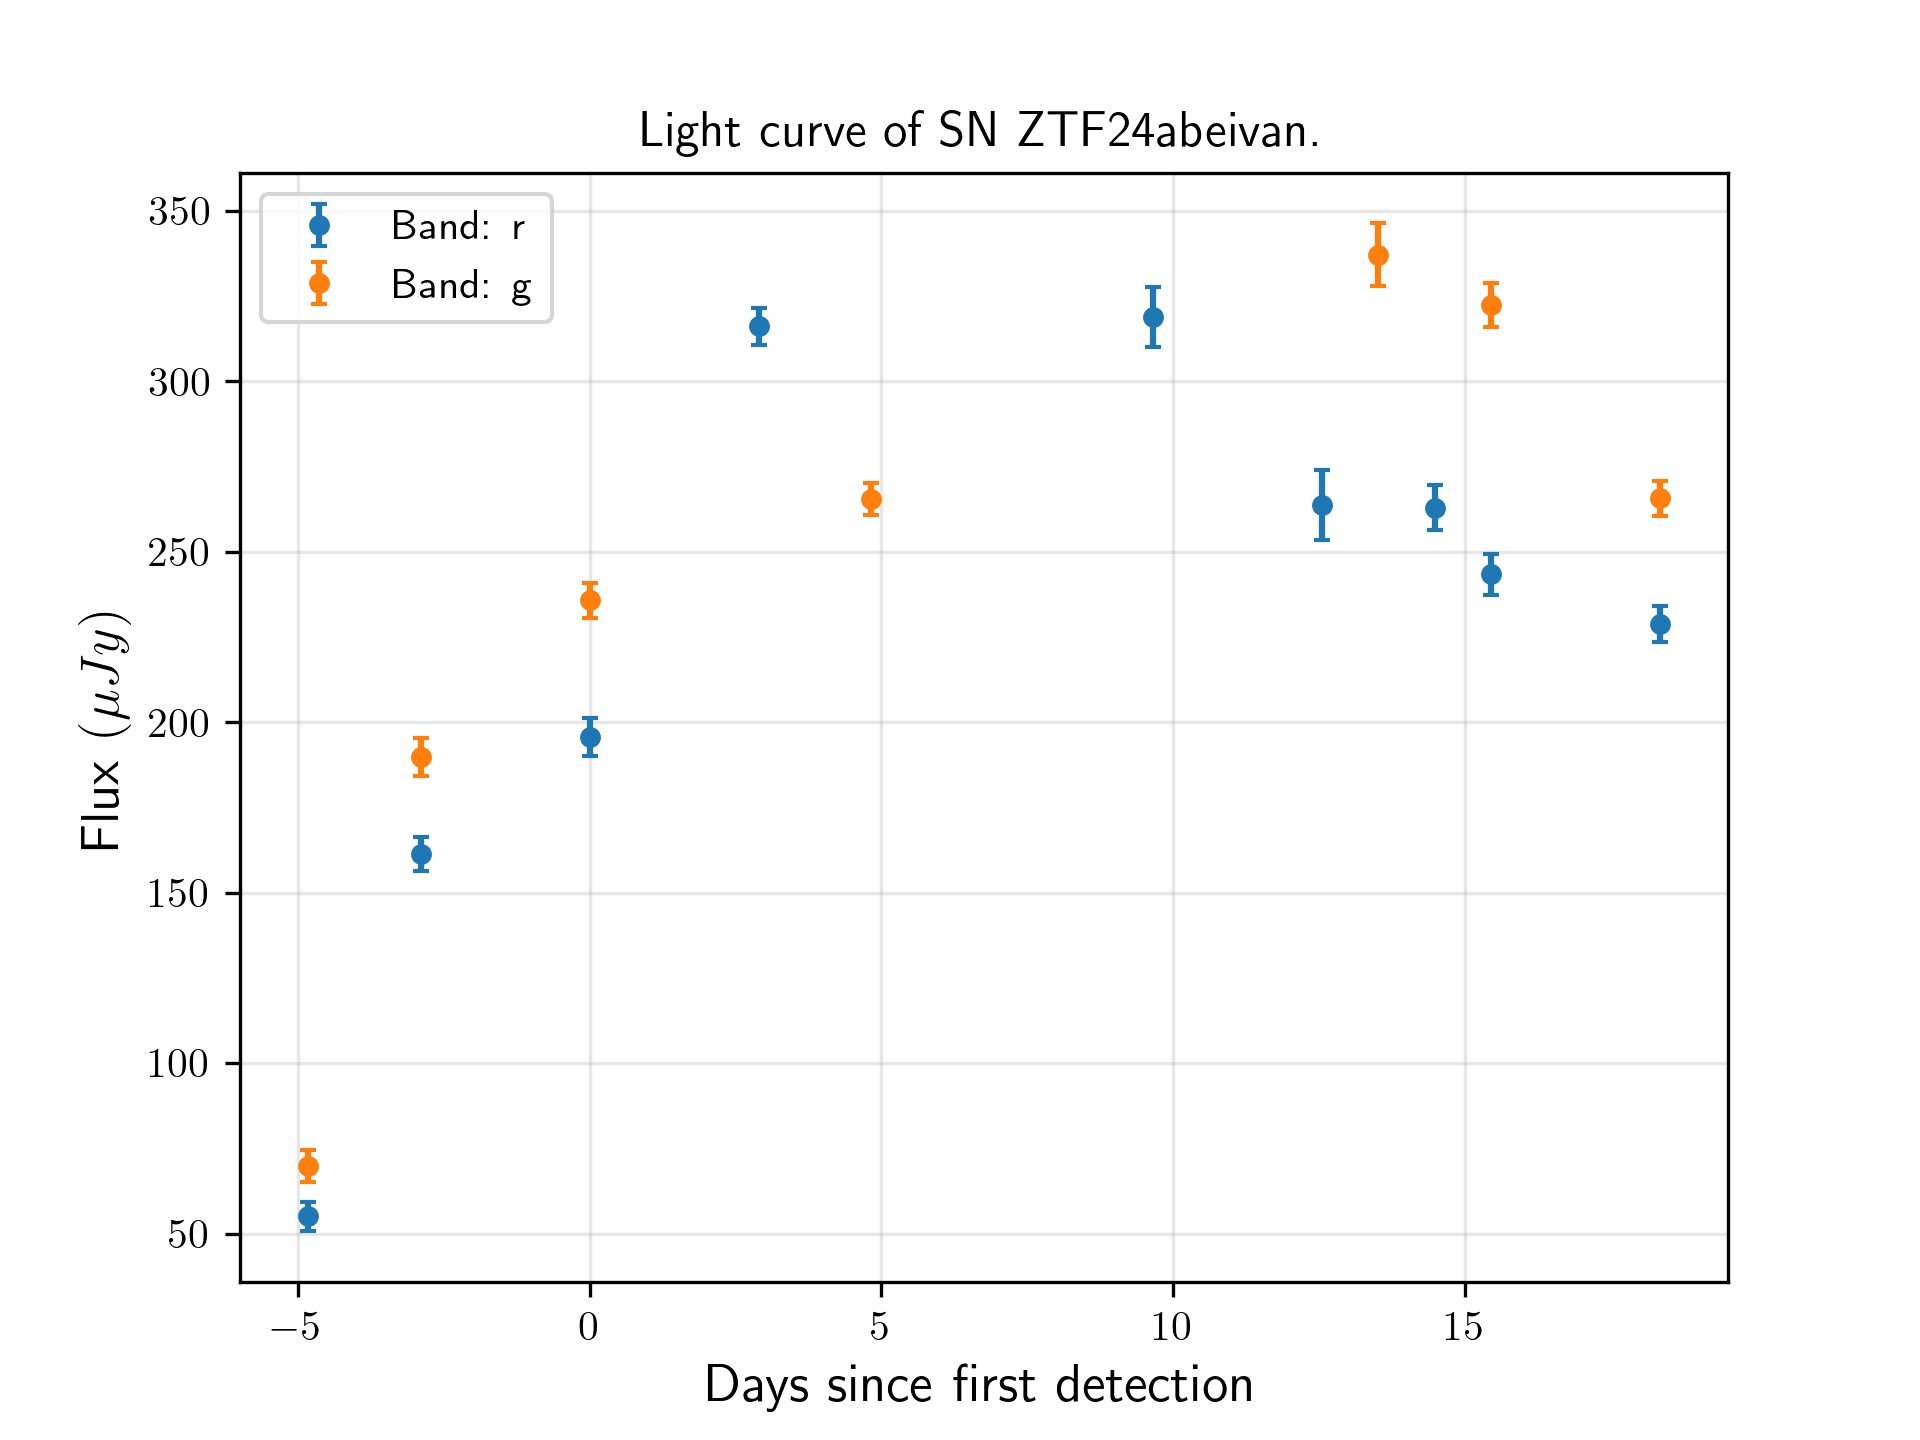 Light curve of SN ZTF24abeivan.
Band: r
Band: g
350
300
250
200
150
100
50
Flux (μJy)
−5 0 5 10 15
Days since first detection